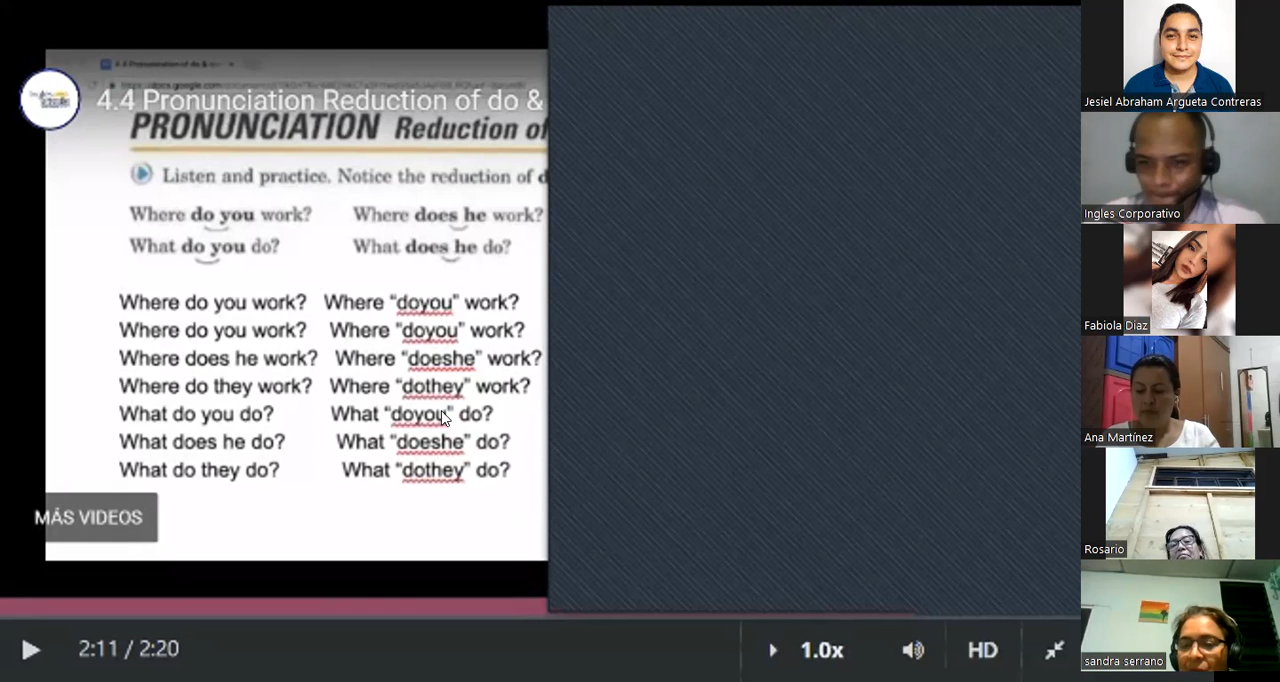 4.4 Pronunciation Reduction of do &
PRONUNCIATION Reduction of
Listen and practice. Notice the reduction of d
Where do you work? Where does he work?
What do you do? What does he do?
Where do you work? Where “doyou” work?
Where do you work? Where “doyou” work?
Where does he work? Where “doeshe” work?
Where do they work? Where “dothey” work?
What do you do? What “doyou” do?
What does he do? What “doeshe” do?
What do they do? What “dothey” do?
MÁS VIDEOS
2:11 / 2:20
1.0x
HD
Jesiel Abraham Argueta Contreras
Ingles Corporativo
Fabiola Diaz
Ana Martínez
Rosario
sandra serrano